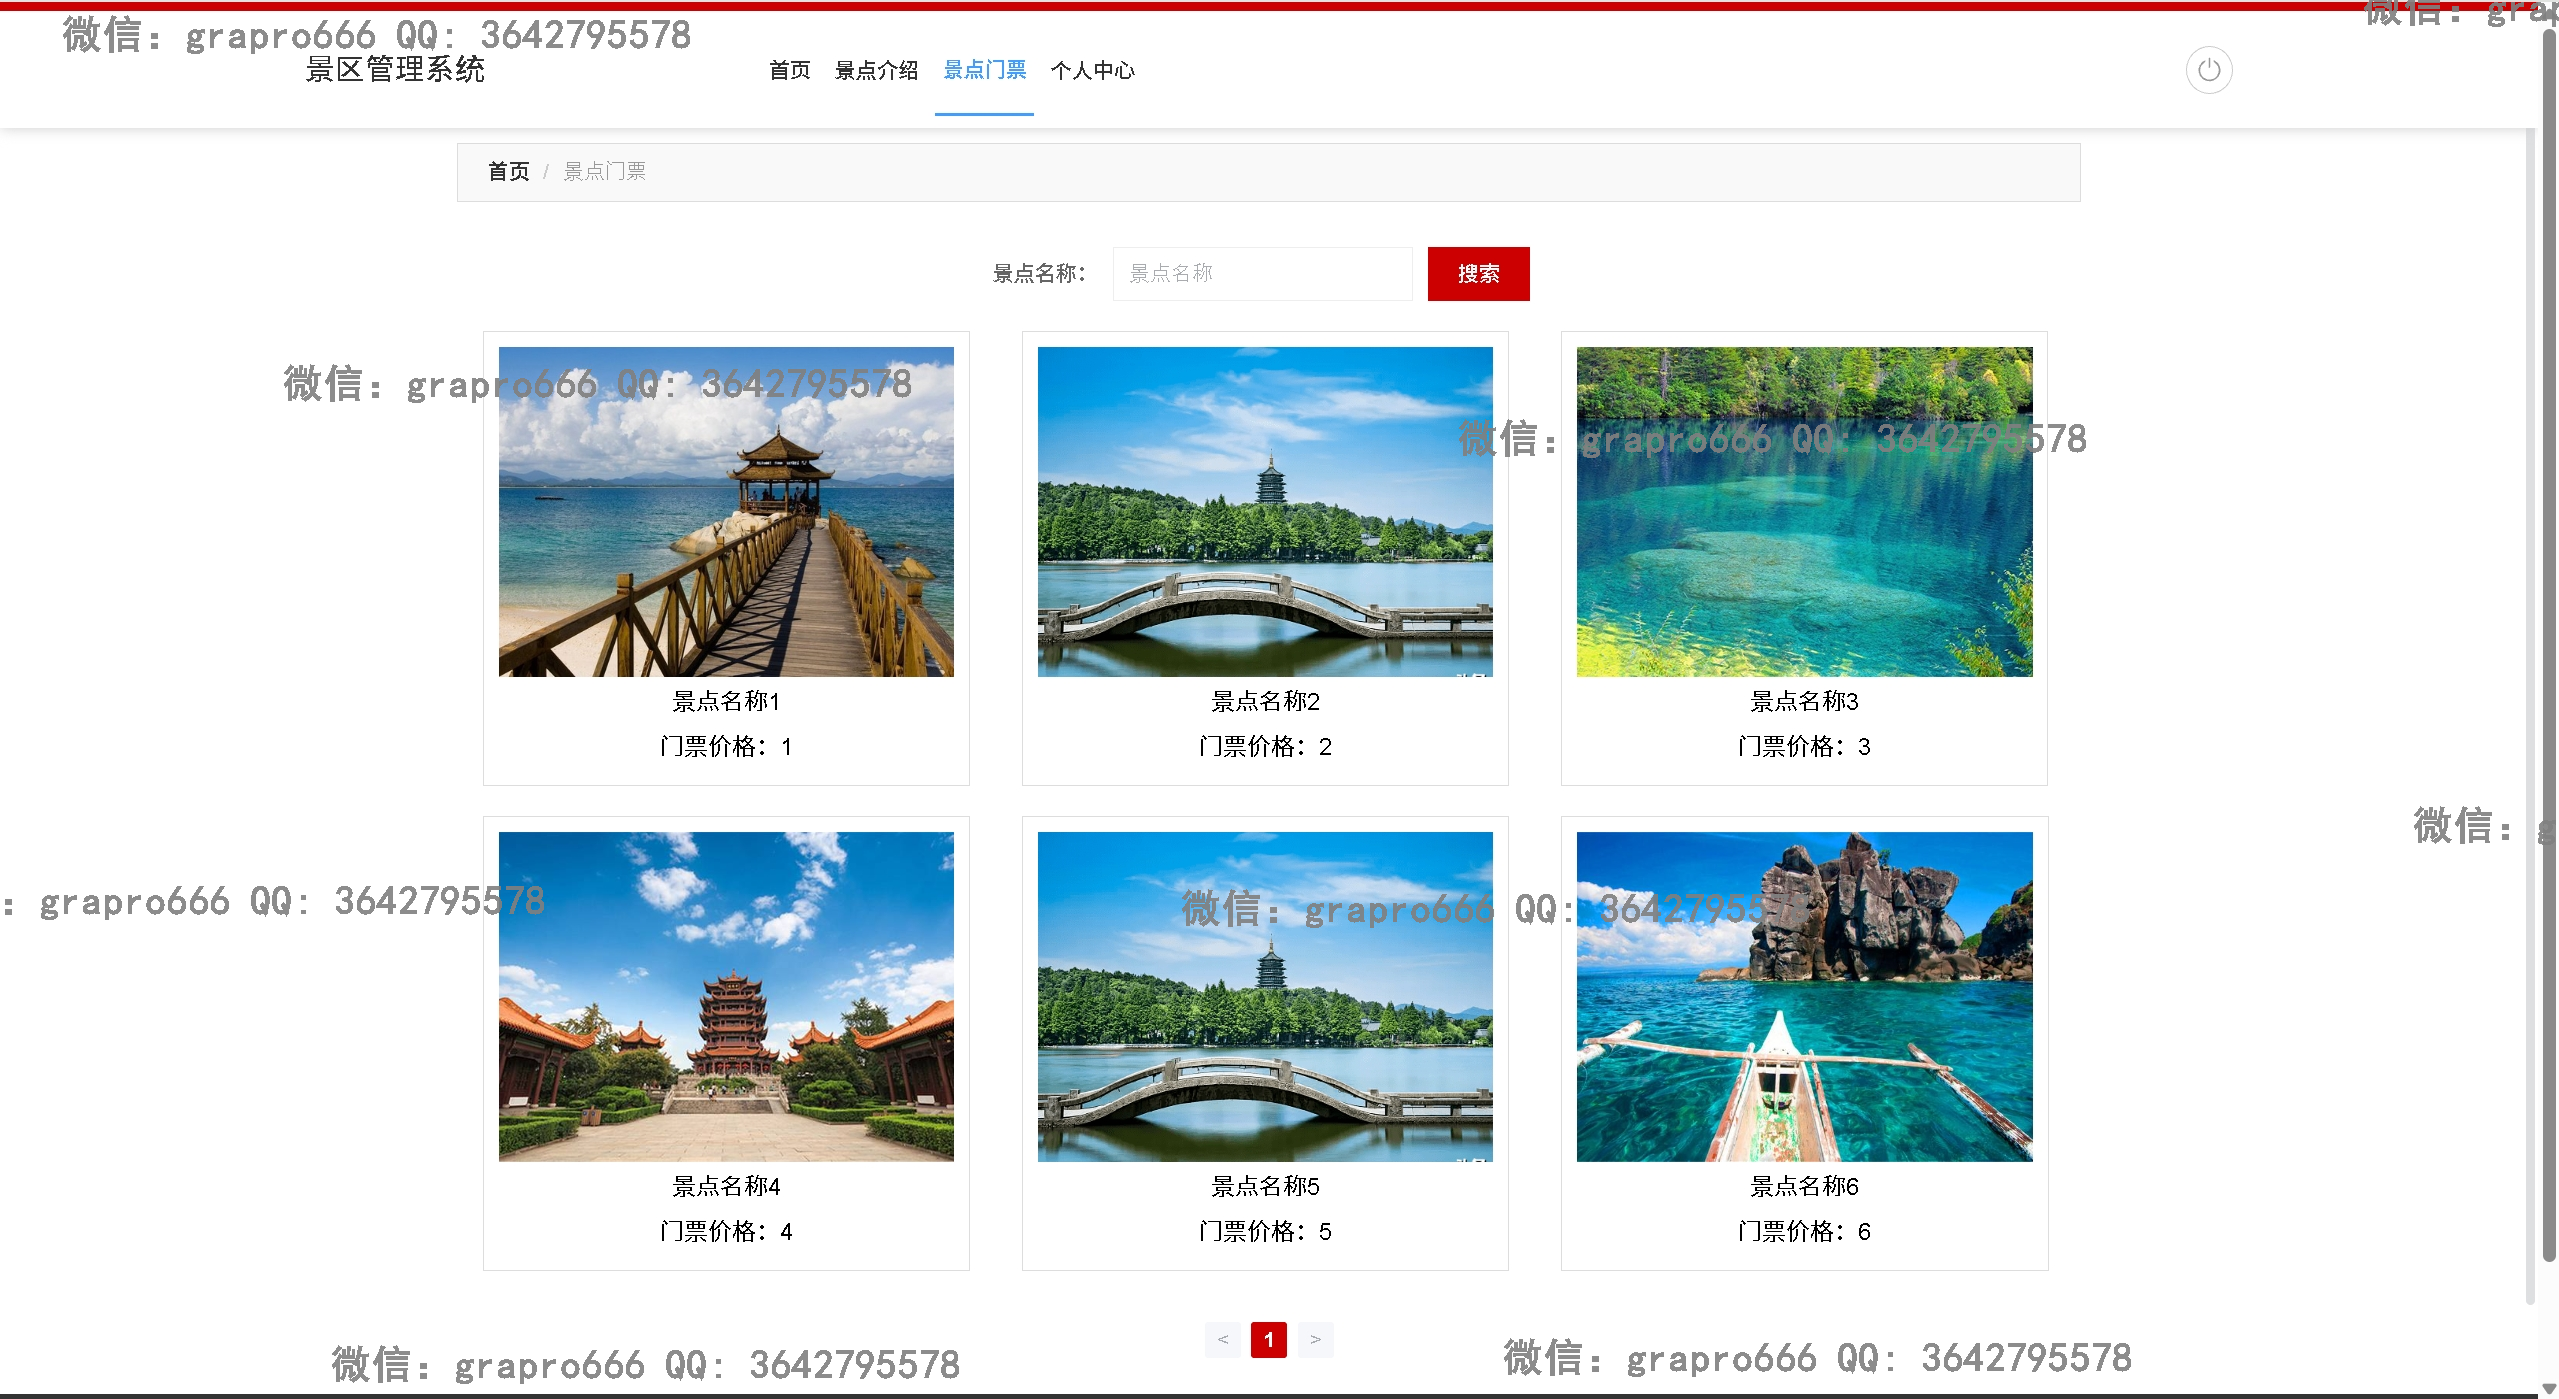 微信: grapro666 QQ: 3642795578
微信: gra
景区管理系统
首页 景点介绍 景点门票 个人中心
首页 / 景点门票
景点名称: 景点名称 搜索
微信: grapro666 QQ: 3642795578
微信: grapro666 QQ: 3642795578
景点名称1 景点名称2 景点名称3
门票价格: 1 门票价格: 2 门票价格: 3
微信: g
: grapro666 QQ: 3642795578
微信: grapro666 QQ: 3642795578
景点名称4 景点名称5 景点名称6
门票价格: 4 门票价格: 5 门票价格: 6
< 1 >
微信: grapro666 QQ: 3642795578
微信: grapro666 QQ: 3642795578